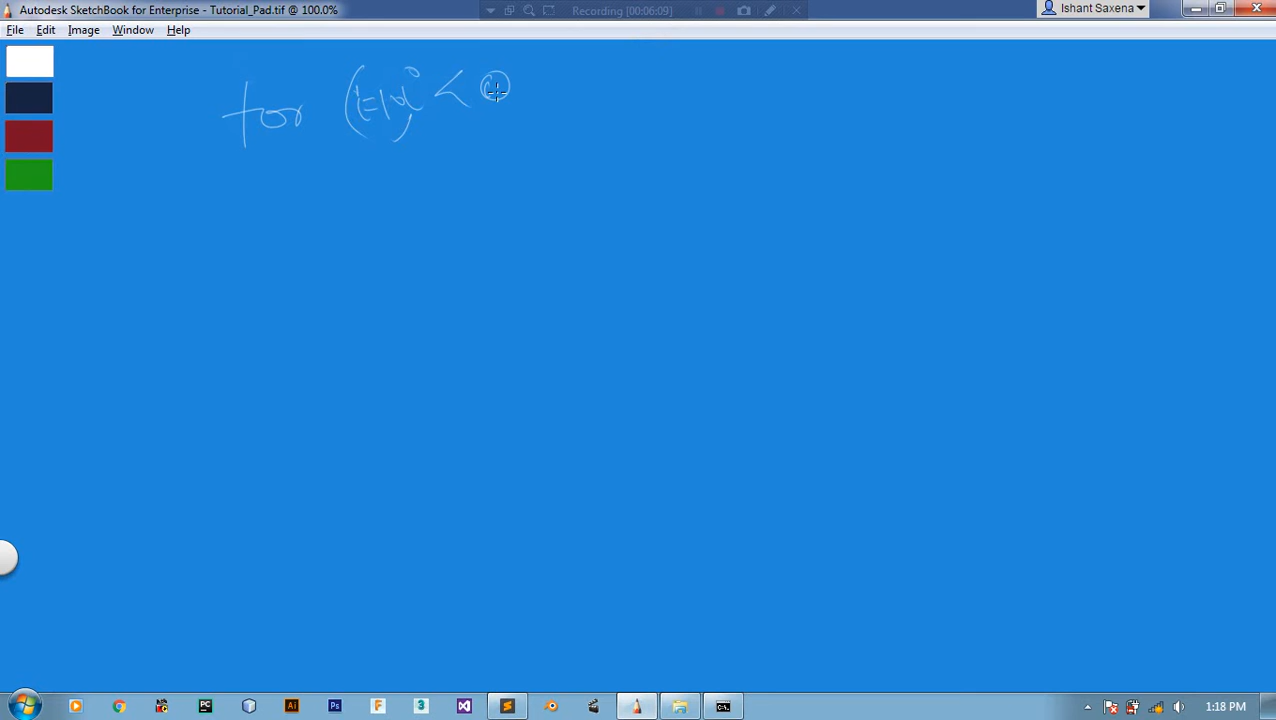 Autodesk SketchBook for Enterprise - Tutorial_Pad.tif @ 100.0%
Recording [00:06:09]
Ishant Saxena
File Edit Image Window Help
for (i=1; i <
1:18 PM